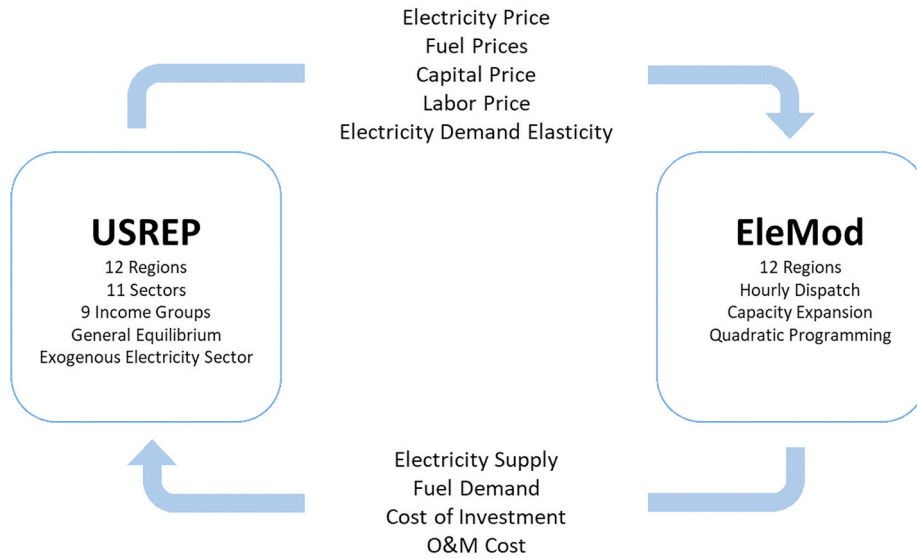 Electricity Price
Fuel Prices
Capital Price
Labor Price
Electricity Demand Elasticity
USREP
12 Regions
11 Sectors
9 Income Groups
General Equilibrium
Exogenous Electricity Sector
EleMod
12 Regions
Hourly Dispatch
Capacity Expansion
Quadratic Programming
Electricity Supply
Fuel Demand
Cost of Investment
O&M Cost